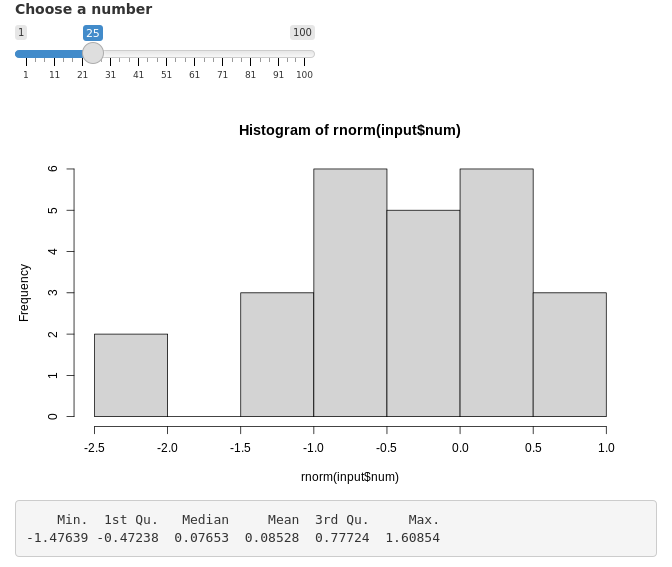 Choose a number
1 25 100
1 11 21 31 41 51 61 71 81 91 100
Histogram of rnorm(input$num)
6
5
4
3
2
1
0
Frequency
-2.5 -2.0 -1.5 -1.0 -0.5 0.0 0.5 1.0
rnorm(input$num)
Min. 1st Qu. Median Mean 3rd Qu. Max.
-1.47639 -0.47238 0.07653 0.08528 0.77724 1.60854